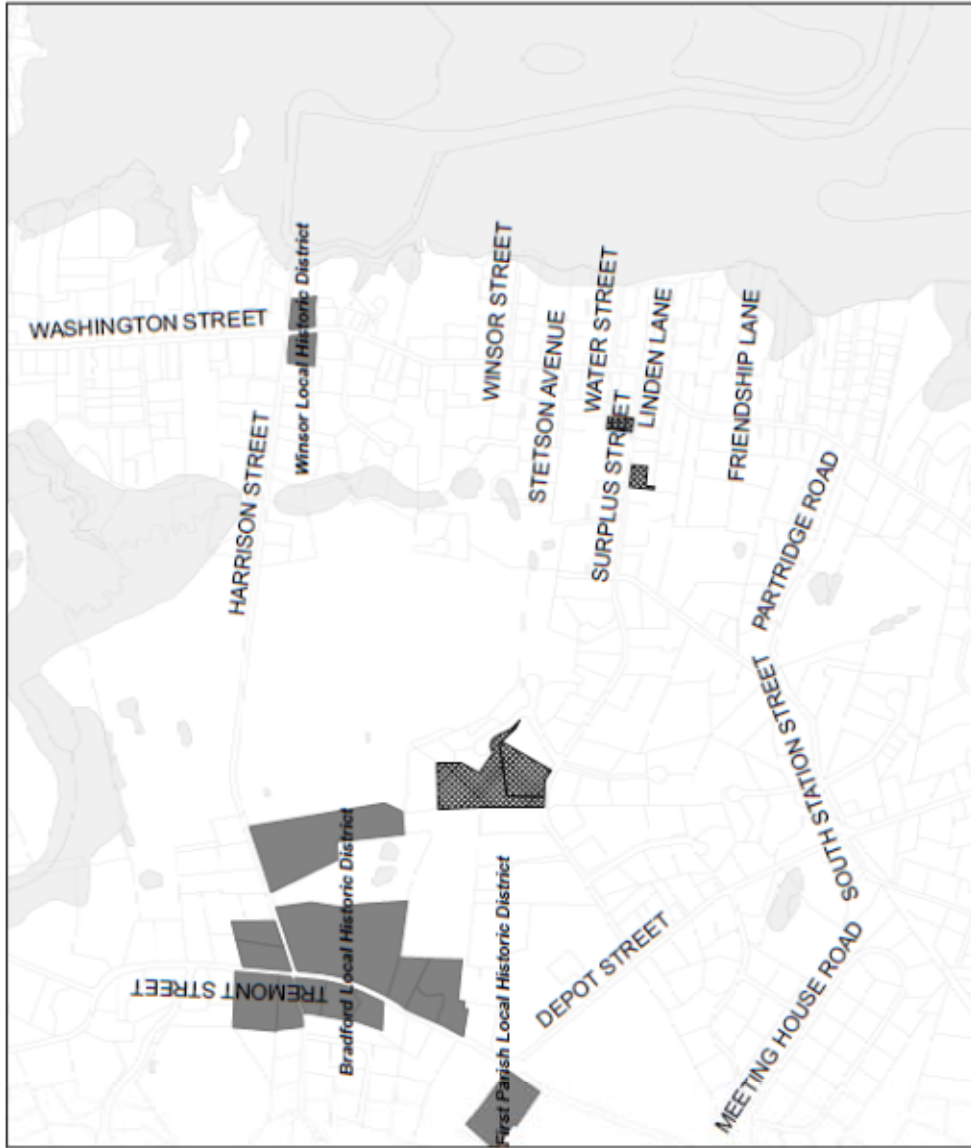 WASHINGTON STREET
Winsor Local Historic District
HARRISON STREET
WINSOR STREET
STETSON AVENUE
WATER STREET
SURPLUS STREET
LINDEN LANE
FRIENDSHIP LANE
PARTRIDGE ROAD
SOUTH STATION STREET
TREMONT STREET
Bradford Local Historic District
First Parish Local Historic District
DEPOT STREET
MEETING HOUSE ROAD